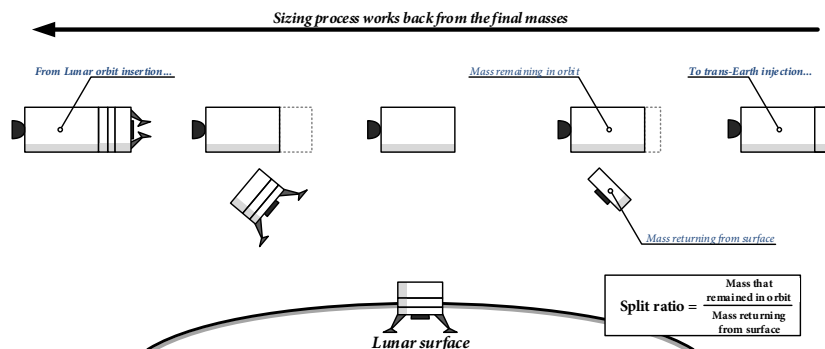 Sizing process works back from the final masses
From Lunar orbit insertion...
Mass remaining in orbit
To trans-Earth injection...
Mass returning from surface
Split ratio =
Mass that
remained in orbit
Mass returning
from surface
Lunar surface